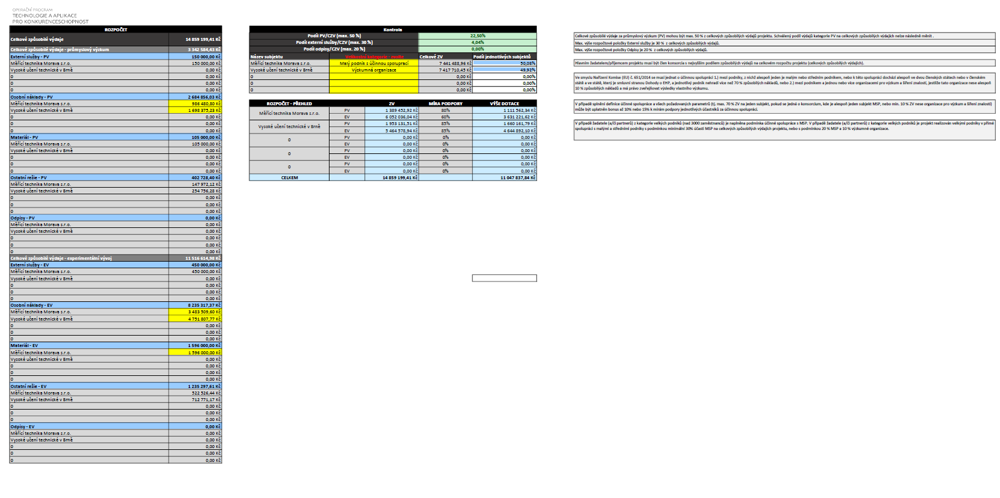 OPERAČNÍ PROGRAM
TECHNOLOGIE A APLIKACE
PRO KONKURENCESCHOPNOST
ROZPOČET
Celkové způsobilé výdaje 14 859 199,41 Kč
Celkové způsobilé výdaje - průmyslový výzkum 3 342 584,43 Kč
Externí služby - PV 150 000,00 Kč
Měřící technika Morava s.r.o. 150 000,00 Kč
Vysoké učení technické v Brně 0,00 Kč
0 0,00 Kč
0 0,00 Kč
0 0,00 Kč
Osobní náklady - PV 2 684 856,03 Kč
Měřící technika Morava s.r.o. 986 480,80 Kč
Vysoké učení technické v Brně 1 698 375,23 Kč
0 0,00 Kč
0 0,00 Kč
0 0,00 Kč
Materiál - PV 105 000,00 Kč
Měřící technika Morava s.r.o. 105 000,00 Kč
Vysoké učení technické v Brně 0,00 Kč
0 0,00 Kč
0 0,00 Kč
0 0,00 Kč
Ostatní režie - PV 402 728,40 Kč
Měřící technika Morava s.r.o. 147 972,12 Kč
Vysoké učení technické v Brně 254 756,28 Kč
0 0,00 Kč
0 0,00 Kč
0 0,00 Kč
Odpisy - PV 0,00 Kč
Měřící technika Morava s.r.o. 0,00 Kč
Vysoké učení technické v Brně 0,00 Kč
0 0,00 Kč
0 0,00 Kč
0 0,00 Kč
Celkové způsobilé výdaje - experimentální vývoj 11 516 614,98 Kč
Externí služby - EV 450 000,00 Kč
Měřící technika Morava s.r.o. 450 000,00 Kč
Vysoké učení technické v Brně 0,00 Kč
0 0,00 Kč
0 0,00 Kč
0 0,00 Kč
Osobní náklady - EV 8 235 317,37 Kč
Měřící technika Morava s.r.o. 3 483 509,60 Kč
Vysoké učení technické v Brně 4 751 807,77 Kč
0 0,00 Kč
0 0,00 Kč
0 0,00 Kč
Materiál - EV 1 596 000,00 Kč
Měřící technika Morava s.r.o. 1 596 000,00 Kč
Vysoké učení technické v Brně 0,00 Kč
0 0,00 Kč
0 0,00 Kč
0 0,00 Kč
Ostatní režie - EV 1 235 297,61 Kč
Měřící technika Morava s.r.o. 522 526,44 Kč
Vysoké učení technické v Brně 712 771,17 Kč
0 0,00 Kč
0 0,00 Kč
0 0,00 Kč
Odpisy - EV 0,00 Kč
Měřící technika Morava s.r.o. 0,00 Kč
Vysoké učení technické v Brně 0,00 Kč
0 0,00 Kč
0 0,00 Kč
0 0,00 Kč
Kontrola
Podíl PV/CZV (max. 50 %) 22,50%
Podíl externí služby/CZV (max. 30 %) 4,04%
Podíl odpisy/CZV (max. 20 %) 0,00%
Název subjektu Velikostní kategorie - zvolte Celkové ZV Podíl jednotlivých subjektů
Měřící technika Morava s.r.o. Malý podnik s účinnou spoluprací 7 441 488,96 Kč 50,08%
Vysoké učení technické v Brně Výzkumná organizace 7 417 710,45 Kč 49,92%
0 0,00 Kč 0,00%
0 0,00 Kč 0,00%
0 0,00 Kč 0,00%
ROZPOČET - PŘEHLED ZV MÍRA PODPORY VÝŠE DOTACE
Měřící technika Morava s.r.o. PV 1 389 452,92 Kč 80% 1 111 562,34 Kč
EV 6 052 036,04 Kč 60% 3 631 221,62 Kč
Vysoké učení technické v Brně PV 1 953 131,51 Kč 85% 1 660 161,79 Kč
EV 5 464 578,94 Kč 85% 4 644 892,10 Kč
0 PV 0,00 Kč 0% 0,00 Kč
EV 0,00 Kč 0% 0,00 Kč
0 PV 0,00 Kč 0% 0,00 Kč
EV 0,00 Kč 0% 0,00 Kč
0 PV 0,00 Kč 0% 0,00 Kč
EV 0,00 Kč 0% 0,00 Kč
CELKEM 14 859 199,41 Kč 11 047 837,84 Kč
Celkové způsobilé výdaje za průmyslový výzkum (PV) mohou být max. 50 % z celkových způsobilých výdajů projektu. Schválený podíl výdajů kategorie PV na celkových způsobilých výdajích nelze následně měnit .
Max. výše rozpočtové položky Externí služby je 30 % z celkových způsobilých výdajů.
Max. výše rozpočtové položky Odpisy je 20 % z celkových způsobilých výdajů.
Hlavním žadatelem/příjemcem projektu musí být člen konsorcia s nejvyšším podílem způsobilých výdajů na celkovém rozpočtu projektu (celkových způsobilých výdajích).
Ve smyslu Nařízení Komise (EU) č. 651/2014 se musí jednat o účinnou spolupráci 1.) mezi podniky, z nichž alespoň jeden je malým nebo středním podnikem, nebo k této spolupráci dochází alespoň ve dvou členských státech nebo v členském
státě a ve státě, který je smluvní stranou Dohody o EHP, a jednotlivý podnik nehradí více než 70 % způsobilých nákladů, nebo 2.) mezi podnikem a jednou nebo více organizacemi pro výzkum a šíření znalostí, jestliže tato organizace nese alespoň
10 % způsobilých nákladů a má právo zveřejňovat výsledky vlastního výzkumu.
V případě splnění definice účinné spolupráce a všech požadovaných parametrů (tj. max. 70 % ZV na jeden subjekt, pokud se jedná o konsorcium, kde je alespoň jeden subjekt MSP, nebo min. 10 % ZV nese organizace pro výzkum a šíření znalostí)
může být uplatněn bonus až 10% nebo 15% k mírám podpory jednotlivých účastníků za účinnou spolupráci.
V případě žadatele (a/či partnerů) z kategorie velkých podniků (nad 3000 zaměstnanců) je naplněna podmínka účinné spolupráce s MSP. V případě žadatele (a/či partnerů) z kategorie velkých podniků je projekt realizován velkými podniky v přímé
spolupráci s malými a středními podniky s podmínkou minimální 30% účasti MSP na celkových způsobilých výdajích projektu, nebo s podmínkou 20 % MSP a 10 % výzkumné organizace.